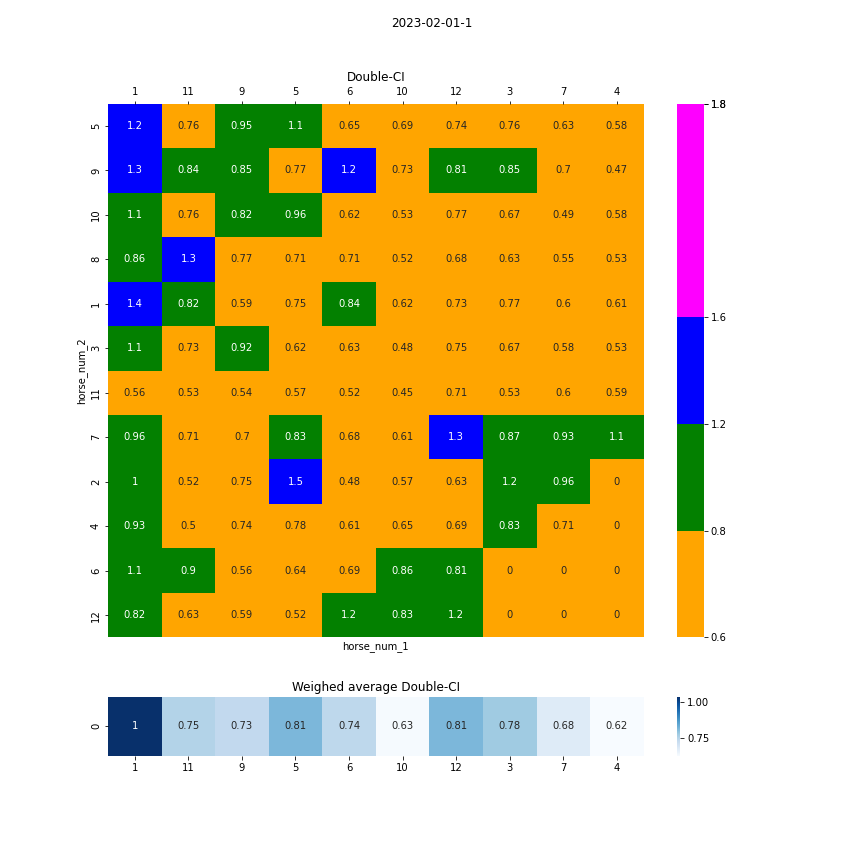 2023-02-01-1
Double-CI
1 11 9 5 6 10 12 3 7 4
5 1.2 0.76 0.95 1.1 0.65 0.69 0.74 0.76 0.63 0.58
9 1.3 0.84 0.85 0.77 1.2 0.73 0.81 0.85 0.7 0.47
10 1.1 0.76 0.82 0.96 0.62 0.53 0.77 0.67 0.49 0.58
8 0.86 1.3 0.77 0.71 0.71 0.52 0.68 0.63 0.55 0.53
1 1.4 0.82 0.59 0.75 0.84 0.62 0.73 0.77 0.6 0.61
3 1.1 0.73 0.92 0.62 0.63 0.48 0.75 0.67 0.58 0.53
11 0.56 0.53 0.54 0.57 0.52 0.45 0.71 0.53 0.6 0.59
7 0.96 0.71 0.7 0.83 0.68 0.61 1.3 0.87 0.93 1.1
2 1 0.52 0.75 1.5 0.48 0.57 0.63 1.2 0.96 0
4 0.93 0.5 0.74 0.78 0.61 0.65 0.69 0.83 0.71 0
6 1.1 0.9 0.56 0.64 0.69 0.86 0.81 0 0 0
12 0.82 0.63 0.59 0.52 1.2 0.83 1.2 0 0 0
horse_num_2
horse_num_1
1.8
1.6
1.2
0.8
0.6
Weighed average Double-CI
0 1 0.75 0.73 0.81 0.74 0.63 0.81 0.78 0.68 0.62
1 11 9 5 6 10 12 3 7 4
1.00
0.75